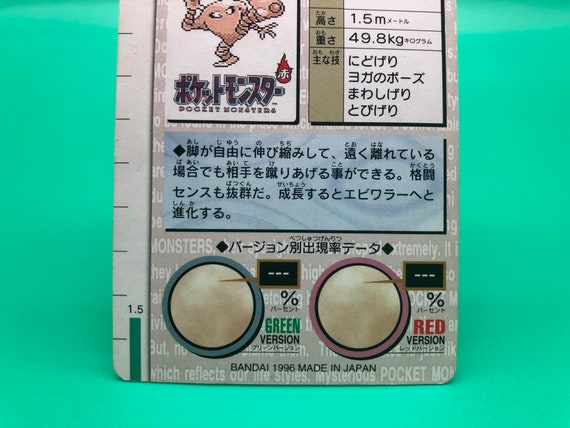 高さ 1.5mメートル
重さ 49.8kgキログラム
主な技 にどげり
ヨガのポーズ
まわしげり
とびげり
赤
ポケットモンスター
POCKET MONSTERS
◆脚が自由に伸び縮みして、遠く離れている
場合でも相手を蹴りあげる事ができる。格闘
センスも抜群だ。成長するとエビワラーへと
進化する。
◆バージョン別出現率データ◆
--- %
パーセント
GREEN
VERSION
グリーンバージョン
--- %
パーセント
RED
VERSION
レッドバージョン
1.5
BANDAI 1996 MADE IN JAPAN